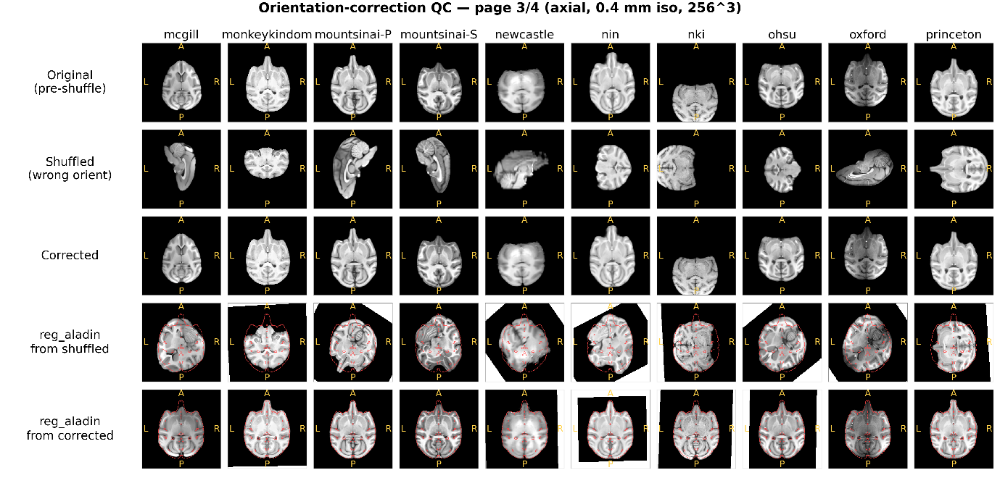 Orientation-correction QC — page 3/4 (axial, 0.4 mm iso, 256^3)
mcgill monkeykindom mountsinai-P mountsinai-S newcastle nin nki ohsu oxford princeton
Original
(pre-shuffle)
A A A A A A A A A A
L R L R L R L R L R L R L R L R L R L R
P P P P P P P P P P
Shuffled
(wrong orient)
A A A A A A A A A A
L R L R L R L R L R L R L R L R L R L R
P P P P P P P P P P
Corrected
A A A A A A A A A A
L R L R L R L R L R L R L R L R L R L R
P P P P P P P P P P
reg_aladin
from shuffled
A A A A A A A A A A
L R L R L R L R L R L R L R L R L R L R
P P P P P P P P P P
reg_aladin
from corrected
A A A A A A A A A A
L R L R L R L R L R L R L R L R L R L R
P P P P P P P P P P